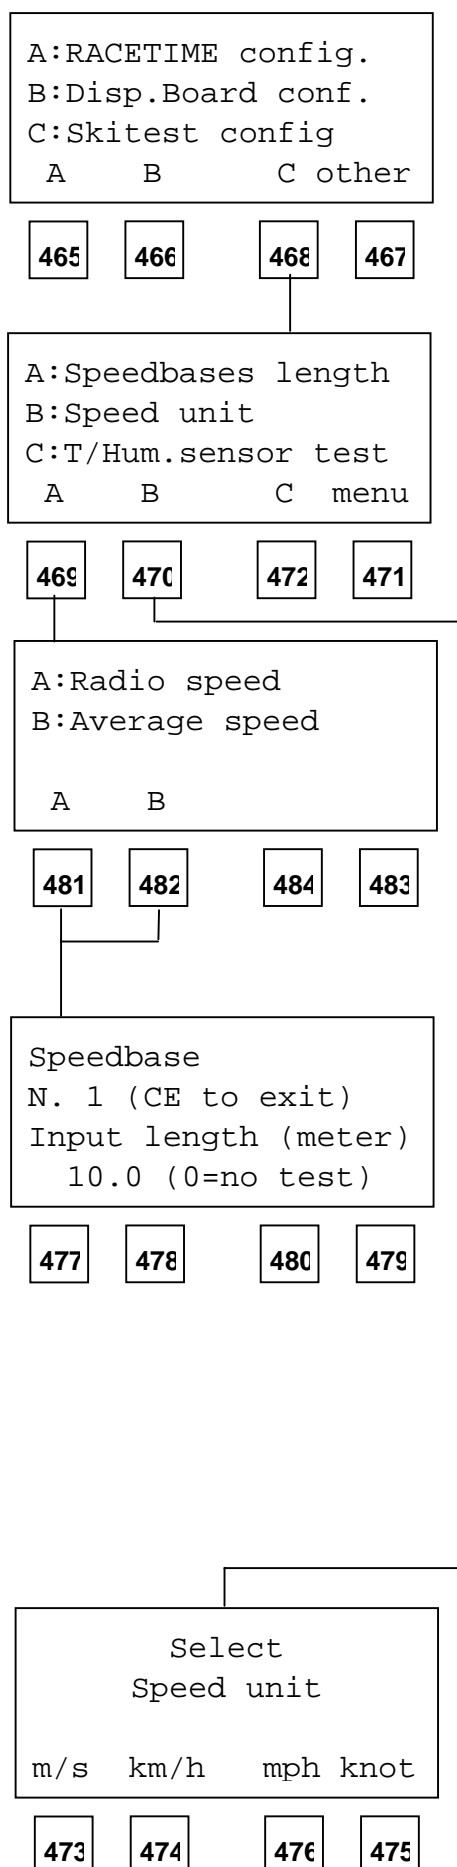 A:RACETIME config.
B:Disp.Board conf.
C:Skitest config
A B C other
465 466 468 467
A:Speedbases length
B:Speed unit
C:T/Hum.sensor test
A B C menu
469 470 472 471
A:Radio speed
B:Average speed
A B
481 482 484 483
Speedbase
N. 1 (CE to exit)
Input length (meter)
10.0 (0=no test)
477 478 480 479
Select
Speed unit
m/s km/h mph knot
473 474 476 475